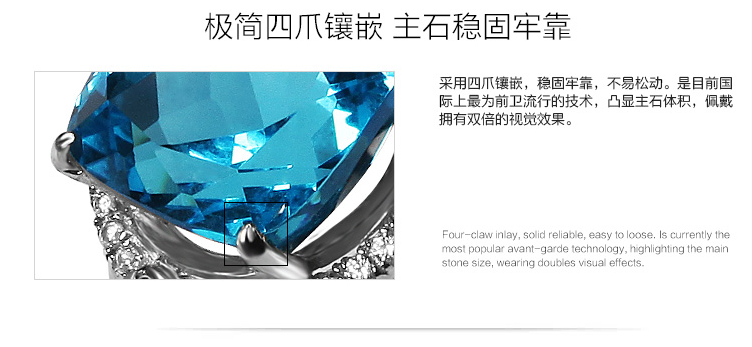 极简四爪镶嵌 主石稳固牢靠
采用四爪镶嵌，稳固牢靠，不易松动。是目前国
际上最为前卫流行的技术，凸显主石体积，佩戴
拥有双倍的视觉效果。
Four-claw inlay, solid reliable, easy to loose. Is currently the
most popular avant-garde technology, highlighting the main
stone size, wearing doubles visual effects.